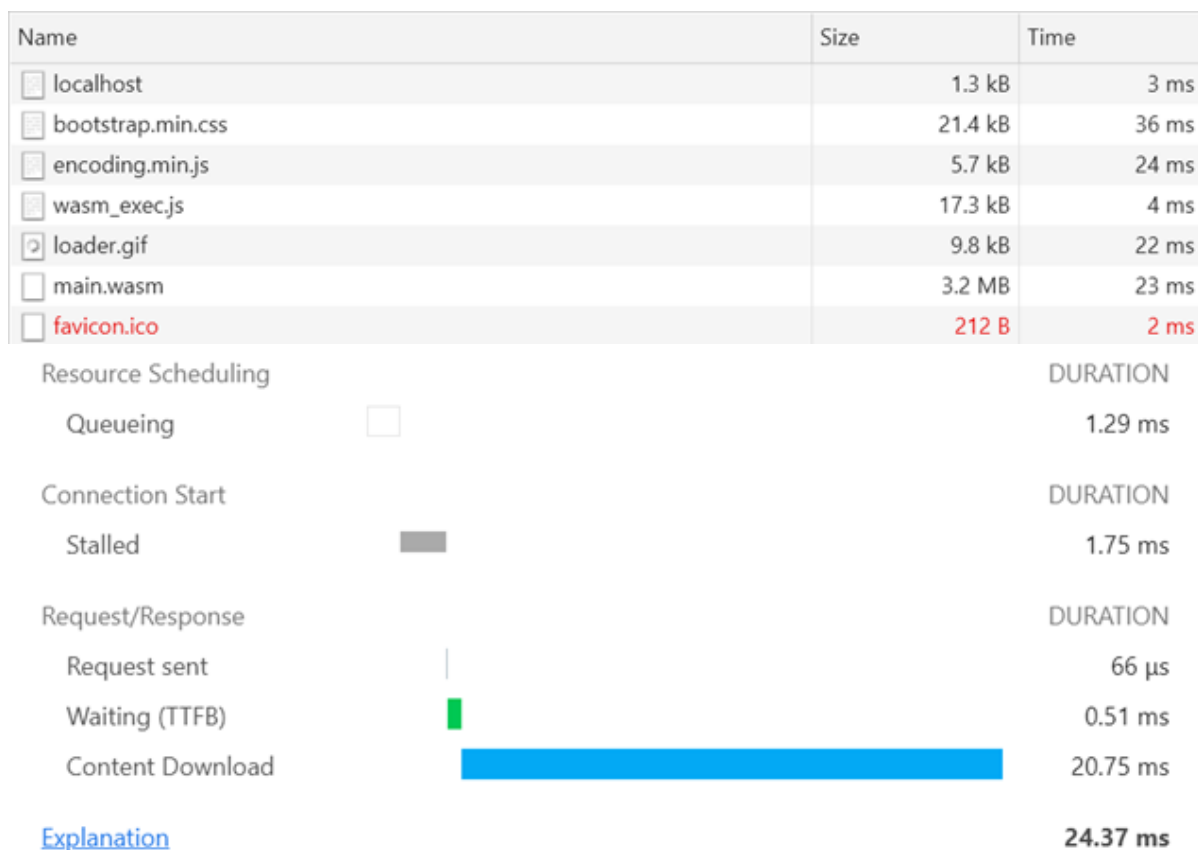 Name Size Time
localhost 1.3 kB 3 ms
bootstrap.min.css 21.4 kB 36 ms
encoding.min.js 5.7 kB 24 ms
wasm_exec.js 17.3 kB 4 ms
loader.gif 9.8 kB 22 ms
main.wasm 3.2 MB 23 ms
favicon.ico 212 B 2 ms
Resource Scheduling DURATION
Queueing 1.29 ms
Connection Start DURATION
Stalled 1.75 ms
Request/Response DURATION
Request sent 66 µs
Waiting (TTFB) 0.51 ms
Content Download 20.75 ms
Explanation 24.37 ms